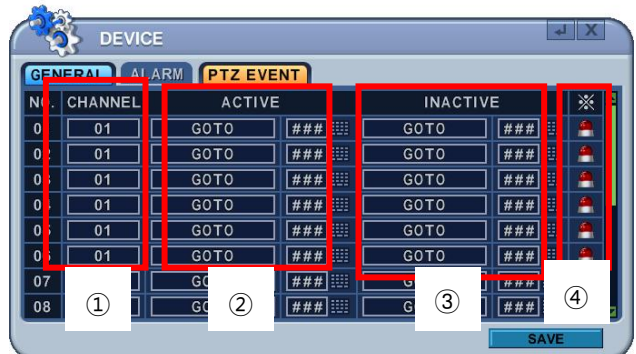 DEVICE
X
GENERAL ALARM PTZ EVENT
NO. CHANNEL ACTIVE INACTIVE ※
01 GOTO ### GOTO ###
01 GOTO ### GOTO ###
01 GOTO ### GOTO ###
01 GOTO ### GOTO ###
01 GOTO ### GOTO ###
01 GOTO ### GOTO ###
07 ### ###
08 ### ###
① ② ③ ④
SAVE